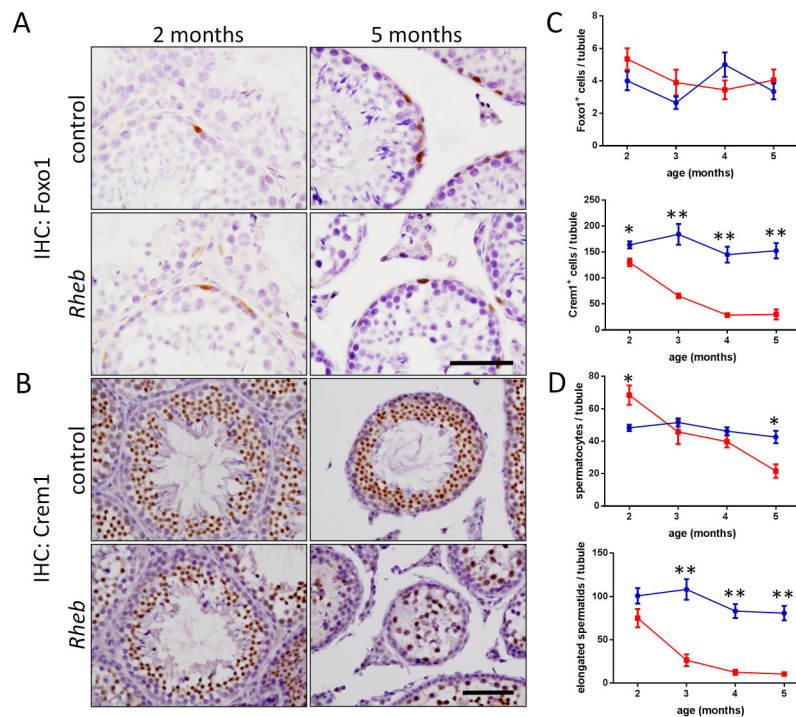 A
2 months
5 months
IHC: Foxo1
control
Rheb
B
IHC: Crem1
control
Rheb
C
Foxo1+ cells / tubule
8
6
4
2
0
2 3 4 5
age (months)
Crem1+ cells / tubule
250
200
150
100
50
0
* ** ** **
2 3 4 5
age (months)
D
spermatocytes / tubule
80
60
40
20
0
* *
2 3 4 5
age (months)
elongated spermatids / tubule
150
100
50
0
** ** **
2 3 4 5
age (months)